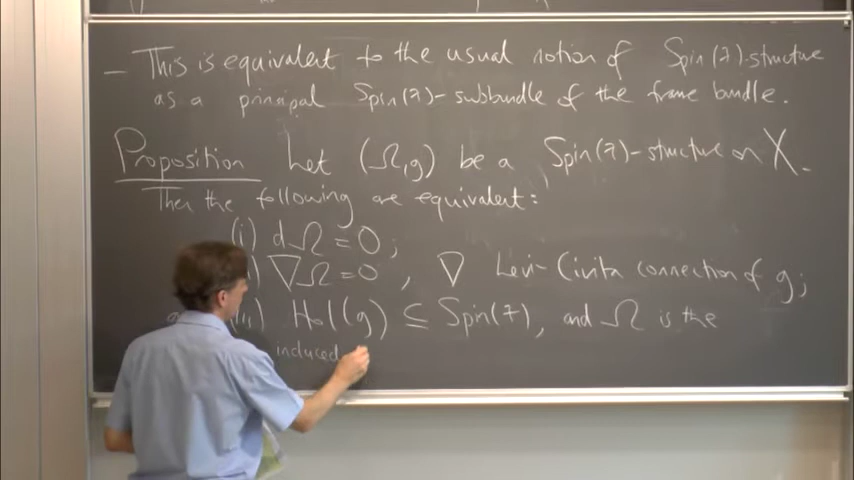 — This is equivalent to the usual notion of Spin(7)-structure
as a principal Spin(7)-subbundle of the frame bundle.
Proposition Let (Ω,g) be a Spin(7)-structure on X.
Then the following are equivalent:
(i) dΩ = 0;
) ∇Ω = 0, ∇ Levi-Civita connection of g;
Hol(g) ⊆ Spin(7), and Ω is the
induced